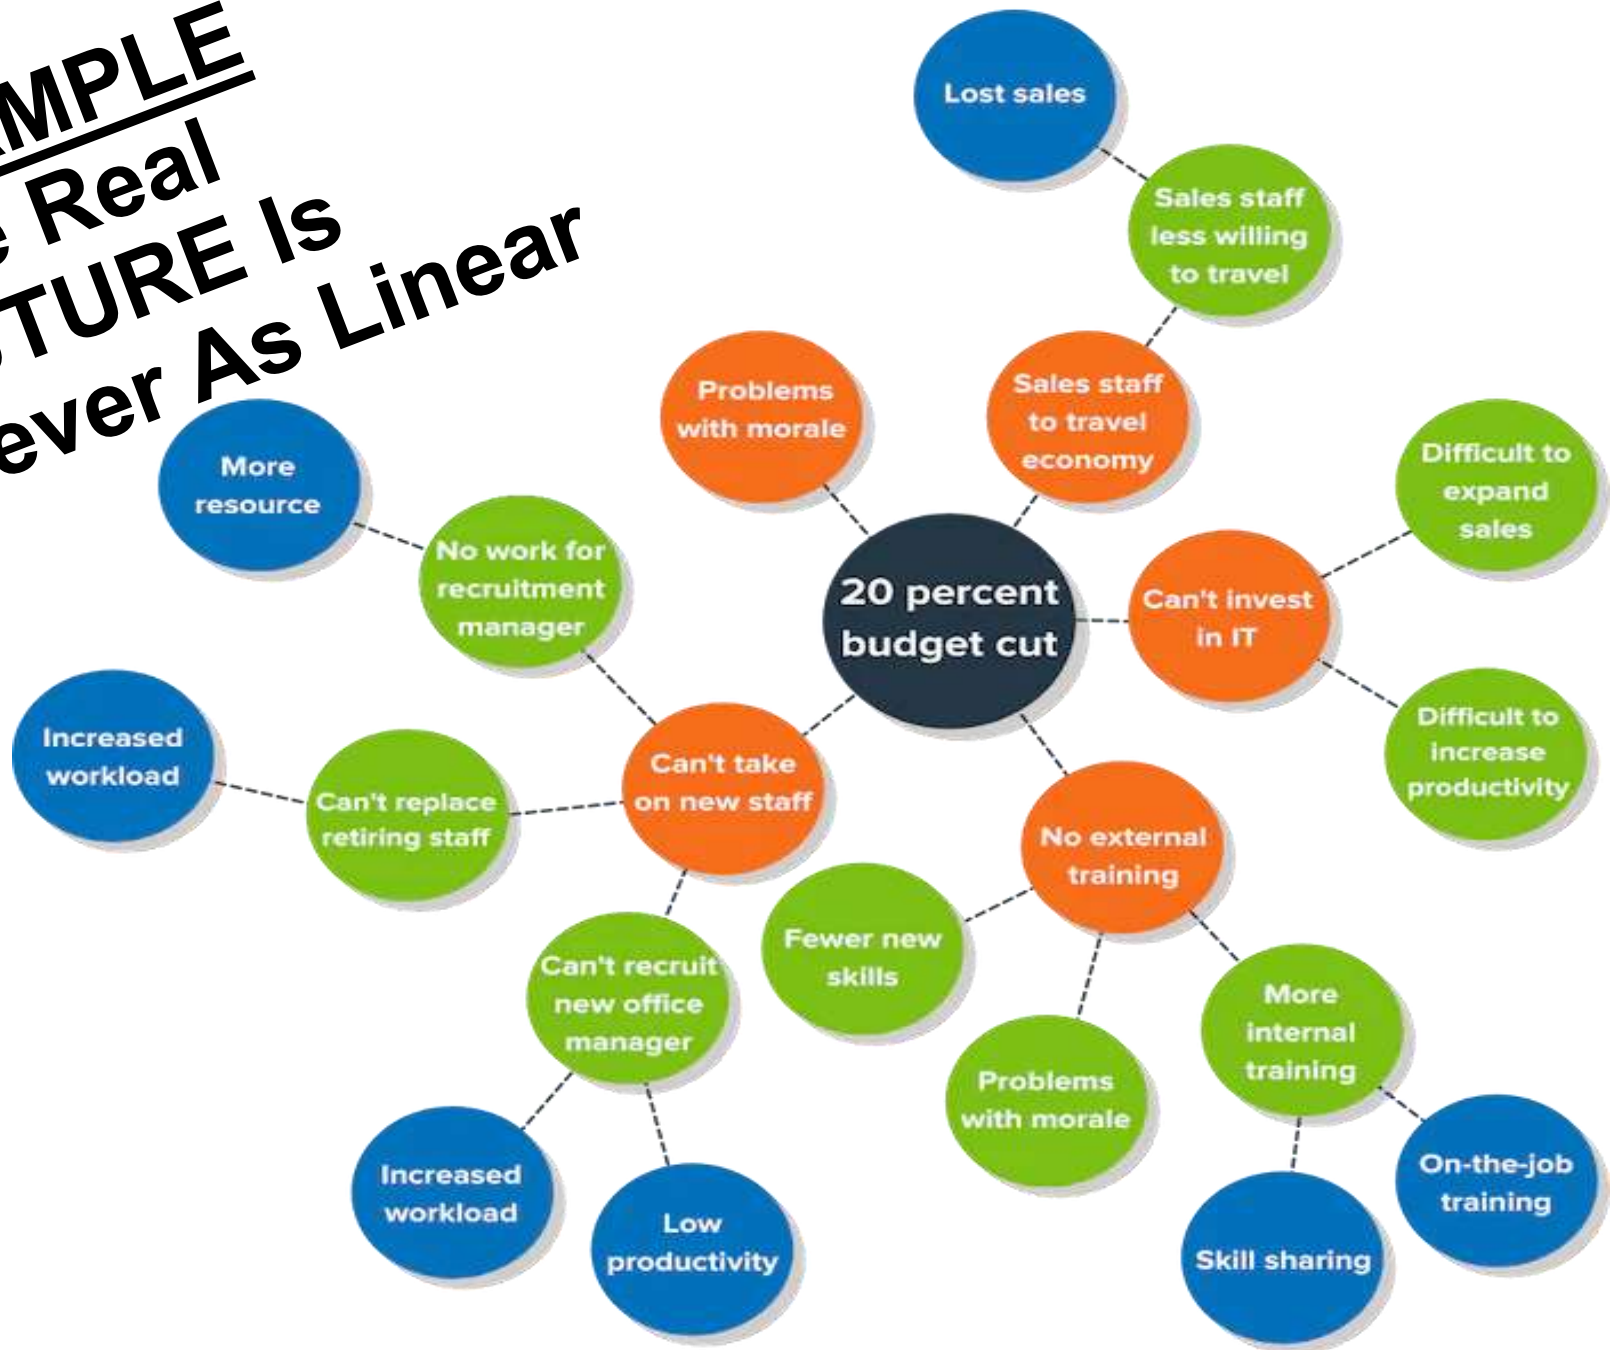 AMPLE
e Real
TURE Is
ever As Linear
Lost sales
Sales staff
less willing
to travel
Problems
with morale
Sales staff
to travel
economy
Difficult to
expand
sales
More
resource
No work for
recruitment
manager
20 percent
budget cut
Can't invest
in IT
Increased
workload
Can't replace
retiring staff
Can't take
on new staff
Difficult to
increase
productivity
No external
training
Fewer new
skills
Can't recruit
new office
manager
More
internal
training
Problems
with morale
Increased
workload
Low
productivity
On-the-job
training
Skill sharing